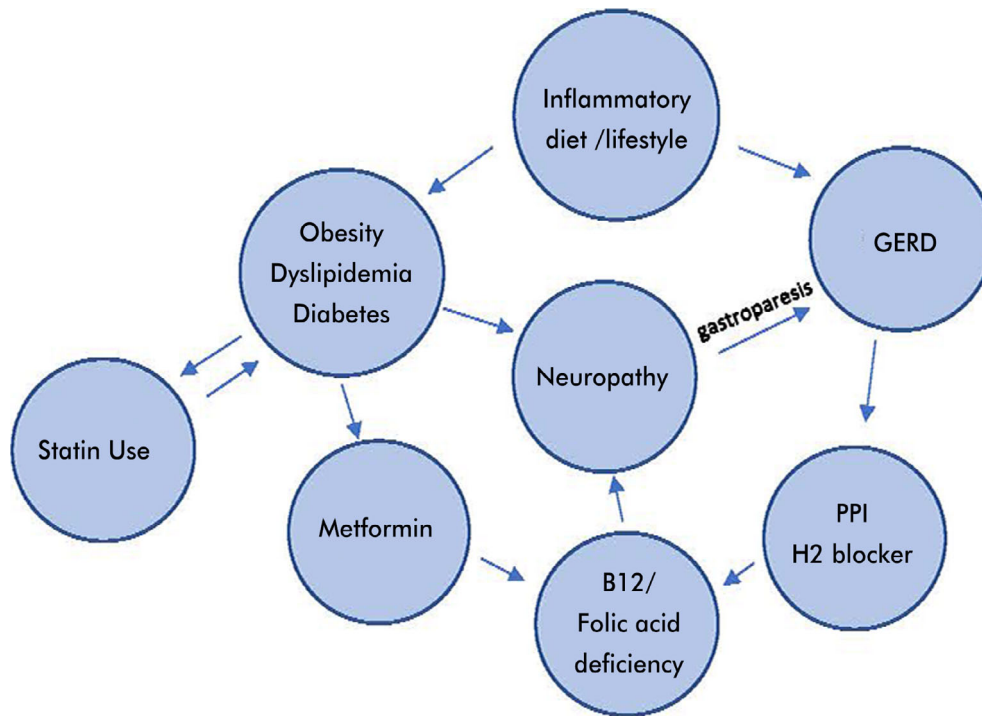 Inflammatory
diet /lifestyle
Obesity
Dyslipidemia
Diabetes
GERD
gastroparesis
Neuropathy
Statin Use
Metformin
PPI
H2 blocker
B12/
Folic acid
deficiency